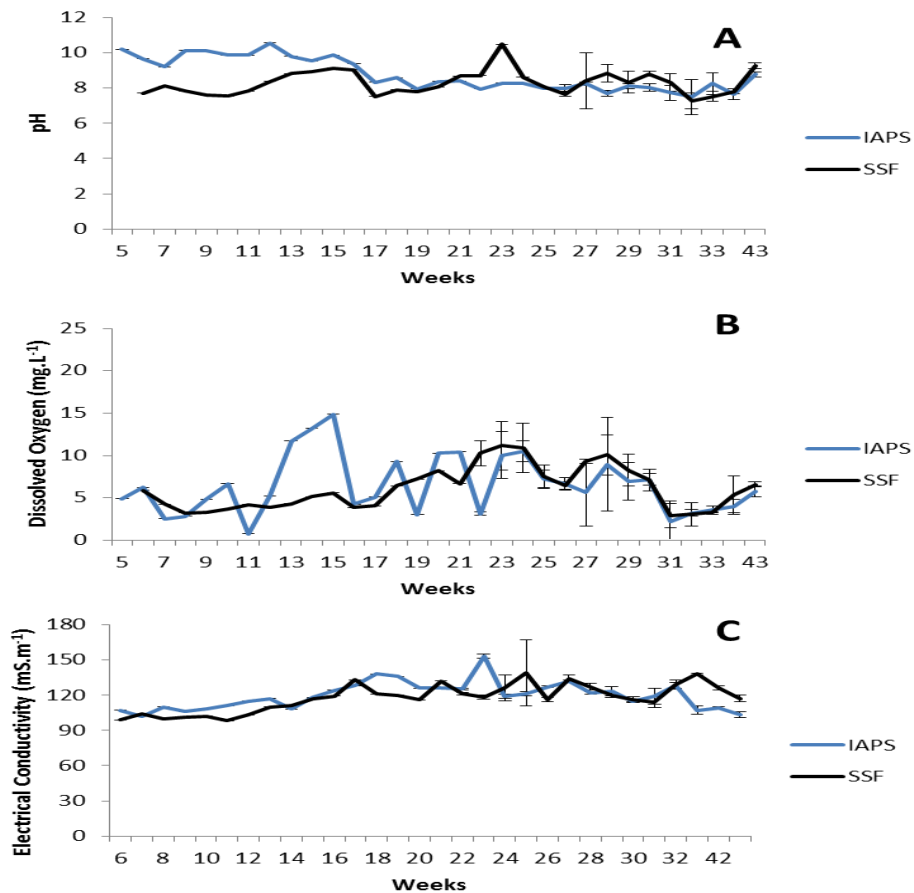 A
12
10
8
6
4
2
0
pH
5 7 9 11 13 15 17 19 21 23 25 27 29 31 33 43
Weeks
IAPS
SSF
B
25
20
15
10
5
0
Dissolved Oxygen (mg.L⁻¹)
5 7 9 11 13 15 17 19 21 23 25 27 29 31 33 43
Weeks
IAPS
SSF
C
180
150
120
90
60
30
0
Electrical Conductivity (mS.m⁻¹)
6 8 10 12 14 16 18 20 22 24 26 28 30 32 42
Weeks
IAPS
SSF